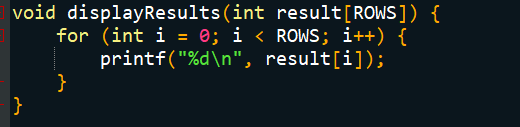 void displayResults(int result[ROWS]) {
    for (int i = 0; i < ROWS; i++) {
        printf("%d\n", result[i]);
    }
}